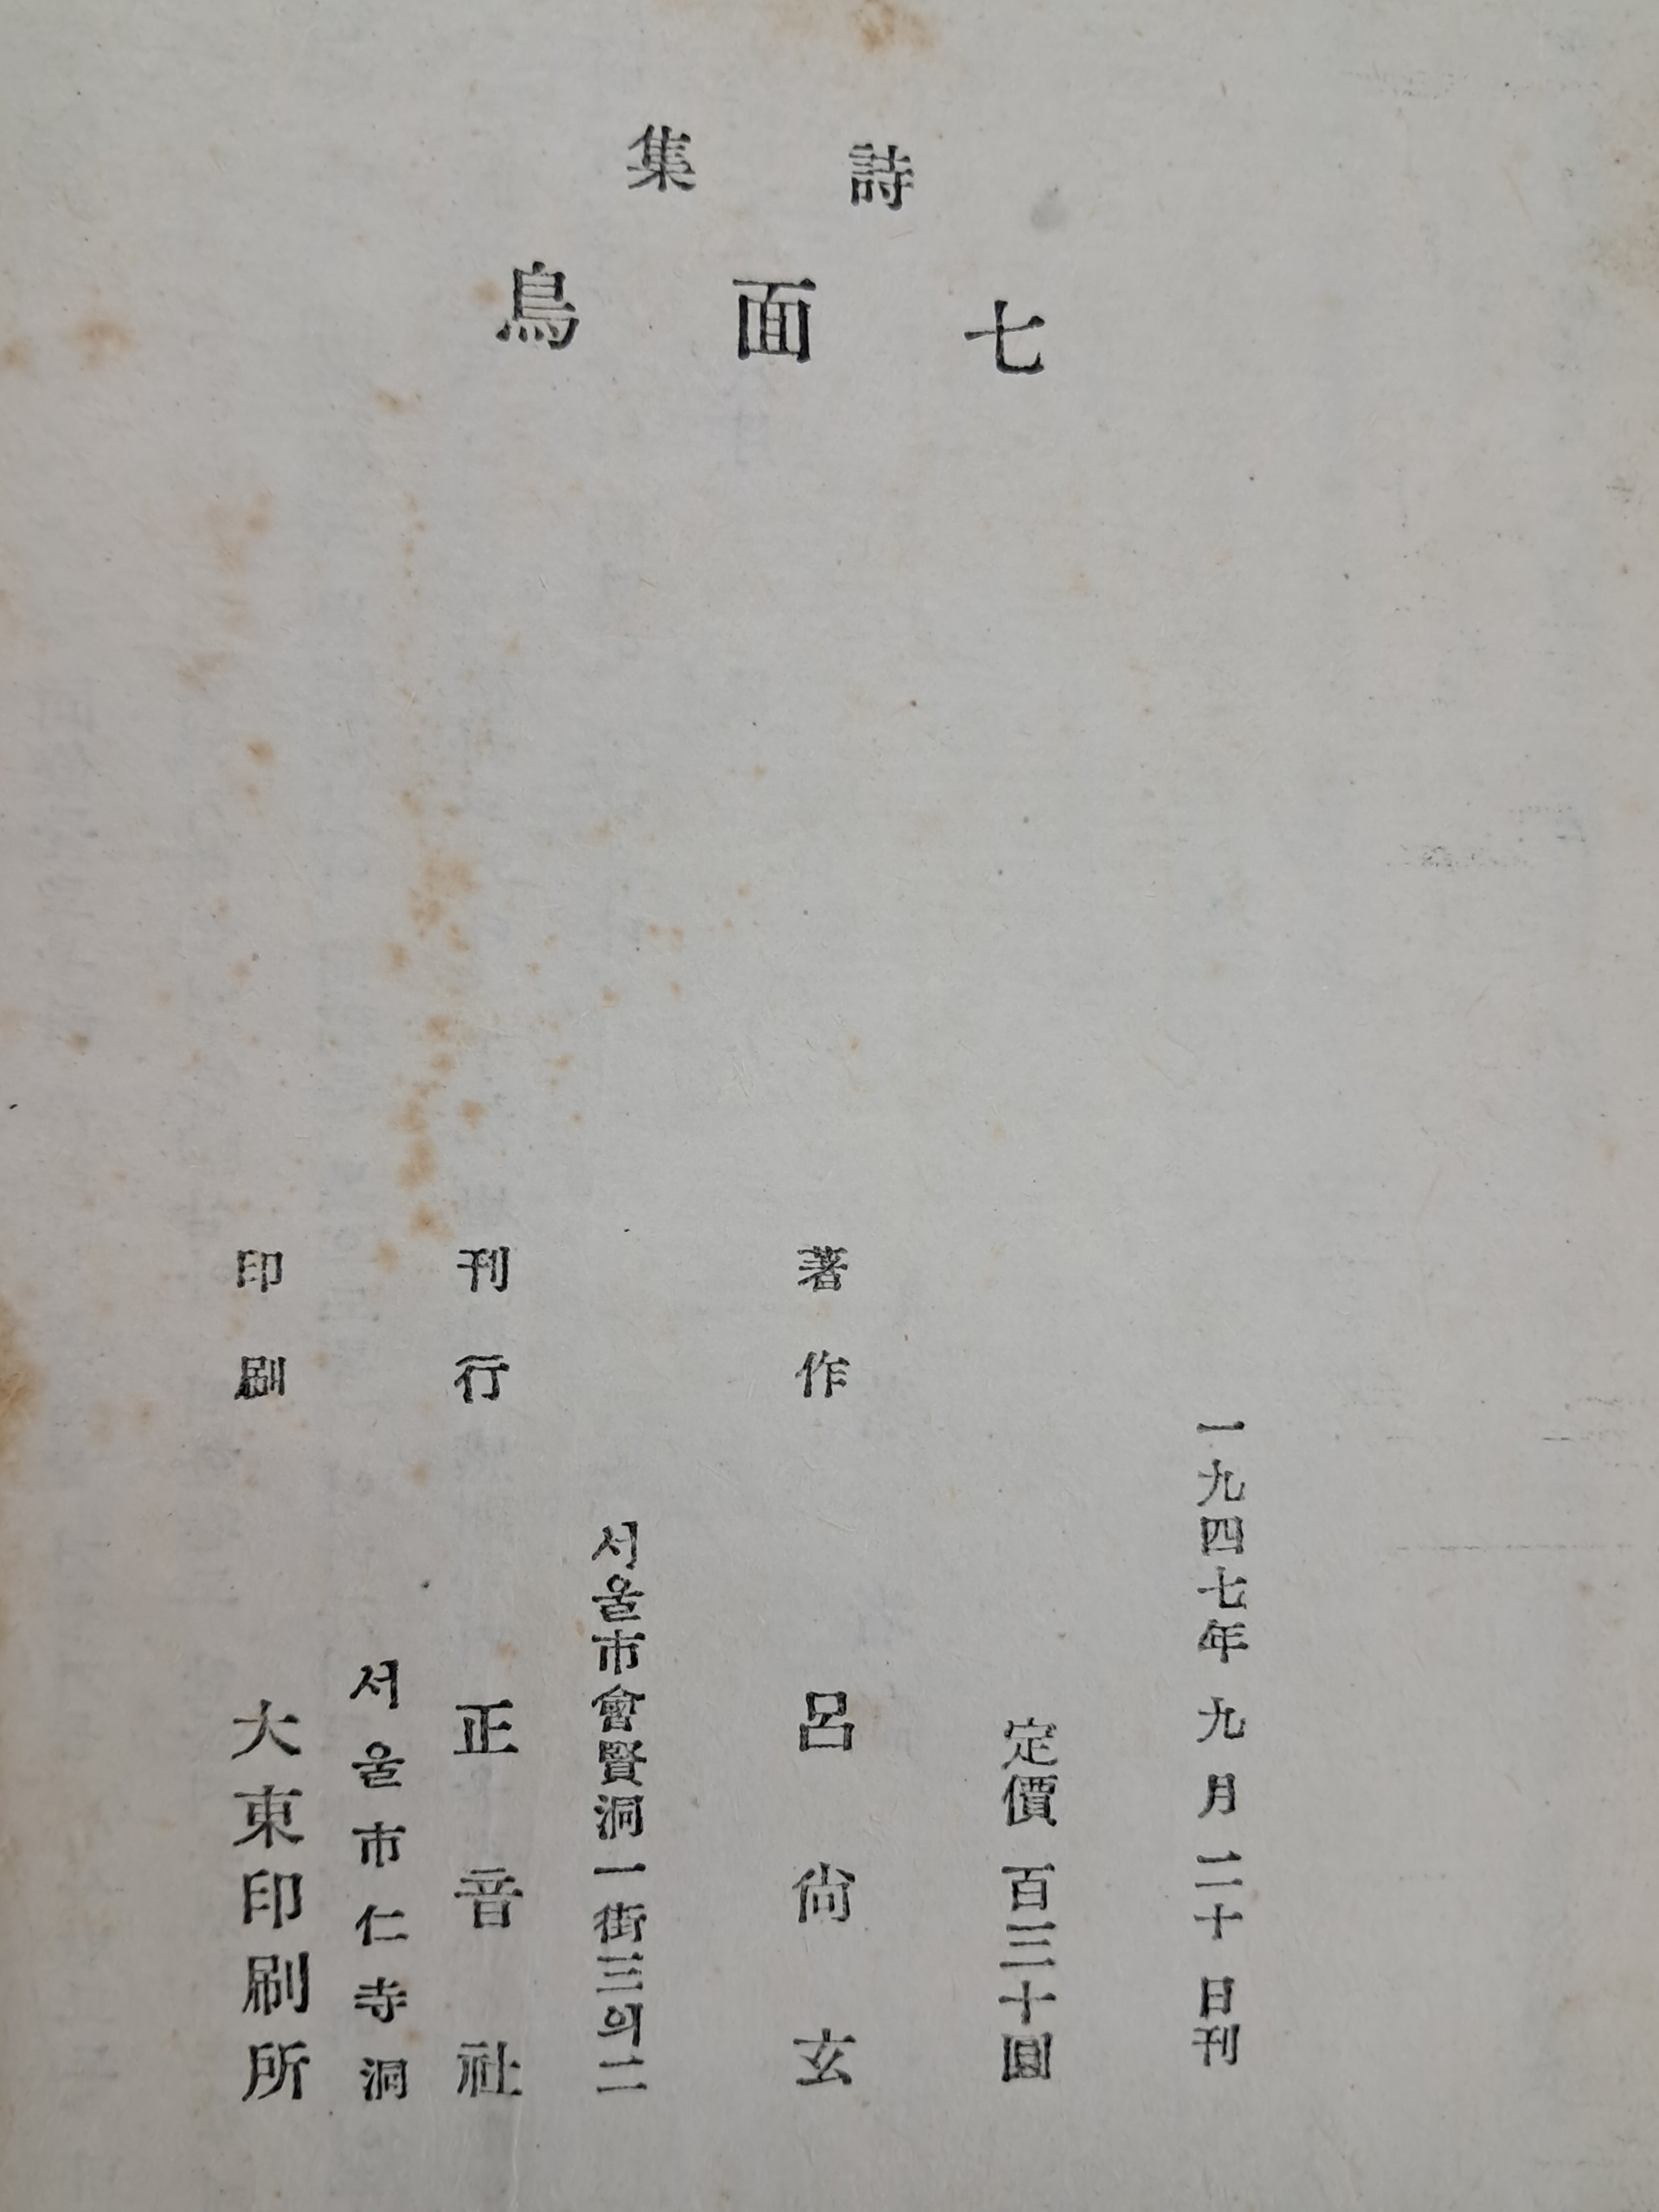 詩集
七面鳥
一九四七年 九月 二十 日刊
定價 百三十圓
著作 呂尙玄
서울市會賢洞一街三의二
刊行 正音社
서울市仁寺洞
印刷 大東印刷所